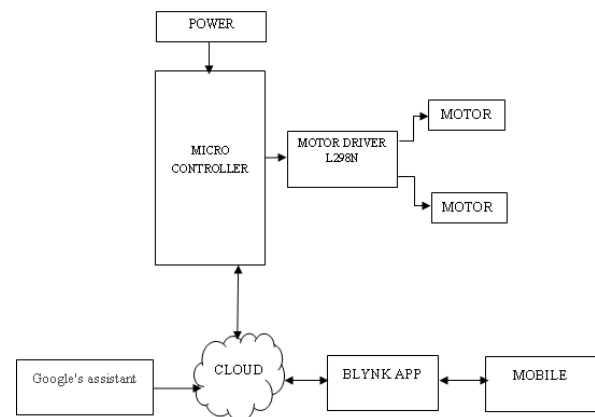 POWER
MICRO
CONTROLLER
MOTOR DRIVER
L298N
MOTOR
MOTOR
Google's assistant
CLOUD
BLYNK APP
MOBILE